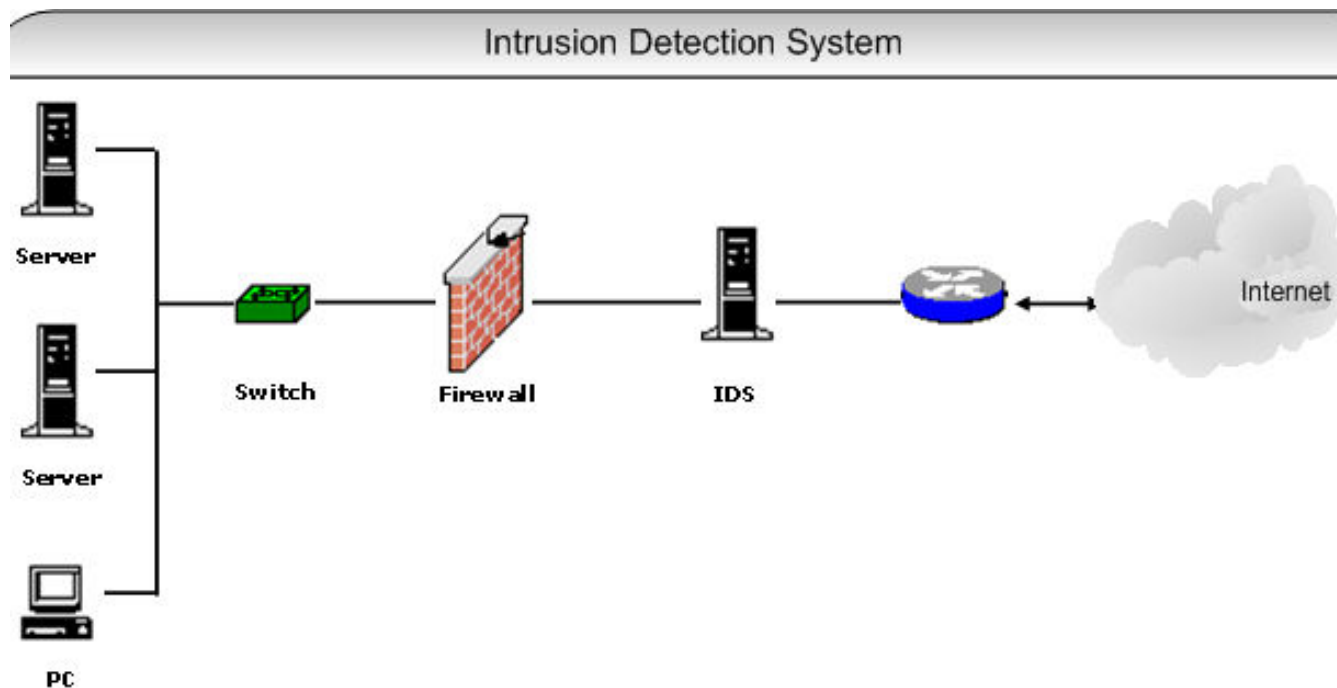 Intrusion Detection System
Server
Internet
Switch
Firewall
IDS
Server
PC